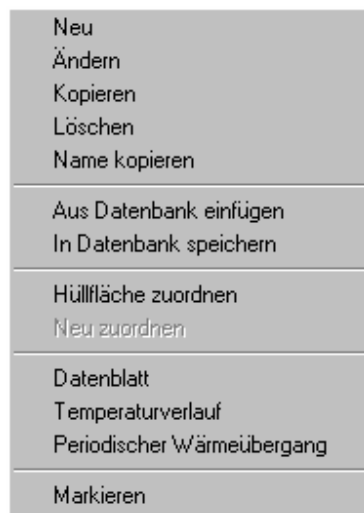 Neu
Ändern
Kopieren
Löschen
Name kopieren
Aus Datenbank einfügen
In Datenbank speichern
Hüllfläche zuordnen
Neu zuordnen
Datenblatt
Temperaturverlauf
Periodischer Wärmeübergang
Markieren